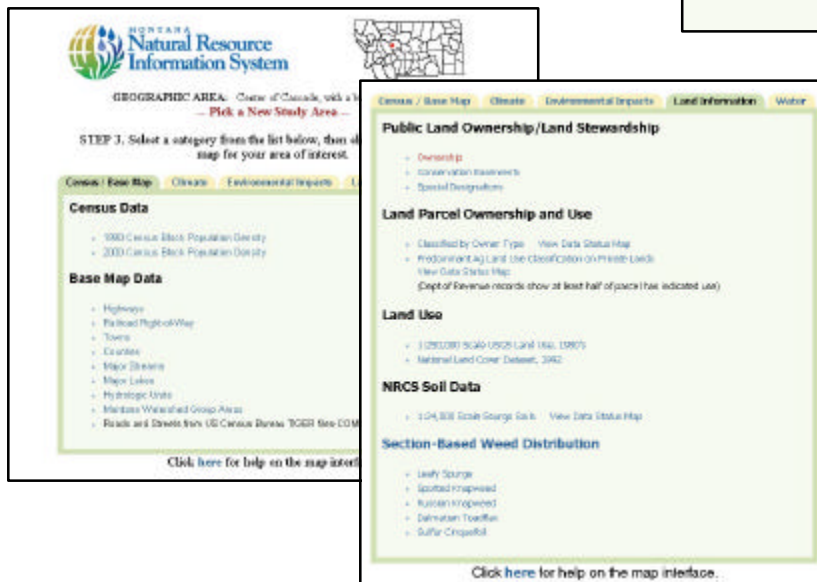 MONTANA
Natural Resource
Information System
GEOGRAPHIC AREA: Center of Cascade, with a
Pick a New Study Area
STEP 3. Select a category from the list below, then
map for your area of interest.
Census / Base Map Climate Environmental Impacts
Census Data
1990 Census Block Population Density
2000 Census Block Population Density
Base Map Data
Highways
Railroad Right-of-Way
Towns
Counties
Major Streams
Major Lakes
Hydrologic Units
Montana Watershed Group Areas
Roads and Streets from US Census Bureau TIGER files
Click here for help on the map
Census / Base Map Climate Environmental Impacts Land Information Water
Public Land Ownership/Land Stewardship
Ownership
Conservation Easements
Special Designations
Land Parcel Ownership and Use
Classified by Owner Type View Data Status Map
Predominant Ag Land Use Classification on Private Lands
View Data Status Map
(Dept of Revenue records show at least half of parcel has indicated use)
Land Use
1:250,000 Scale USGS Land Use, 1980's
National Land Cover Dataset, 1992
NRCS Soil Data
1:24,000 Scale Soils View Data Status Map
Section-Based Weed Distribution
Leafy Spurge
Spotted Knapweed
Russian Knapweed
Dalmatian Toadflax
Sulfur Cinquefoil
Click here for help on the map interface.